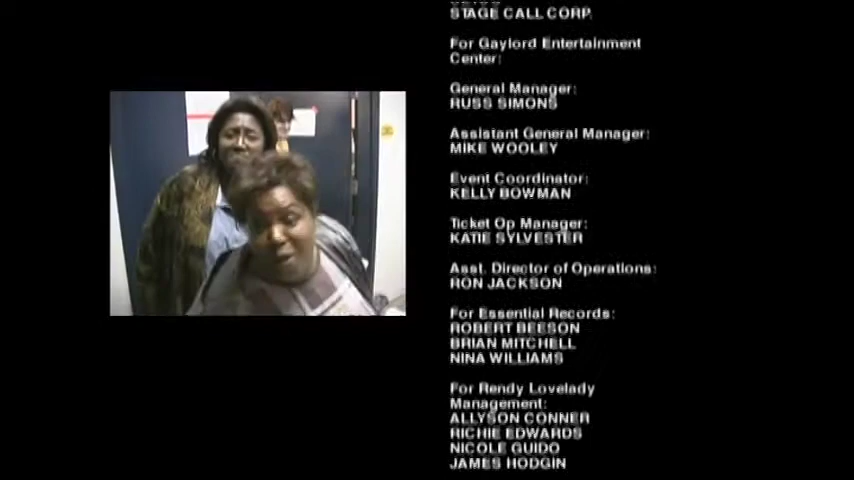 STAGE CALL CORP.
For Gaylord Entertainment
Center:
General Manager:
RUSS SIMONS
Assistant General Manager:
MIKE WOOLEY
Event Coordinator:
KELLY BOWMAN
Ticket Op Manager:
KATIE SYLVESTER
Asst. Director of Operations:
RON JACKSON
For Essential Records:
ROBERT BEESON
BRIAN MITCHELL
NINA WILLIAMS
For Rendy Lovelady
Management:
ALLYSON CONNER
RICHIE EDWARDS
NICOLE GUIDO
JAMES HODGIN